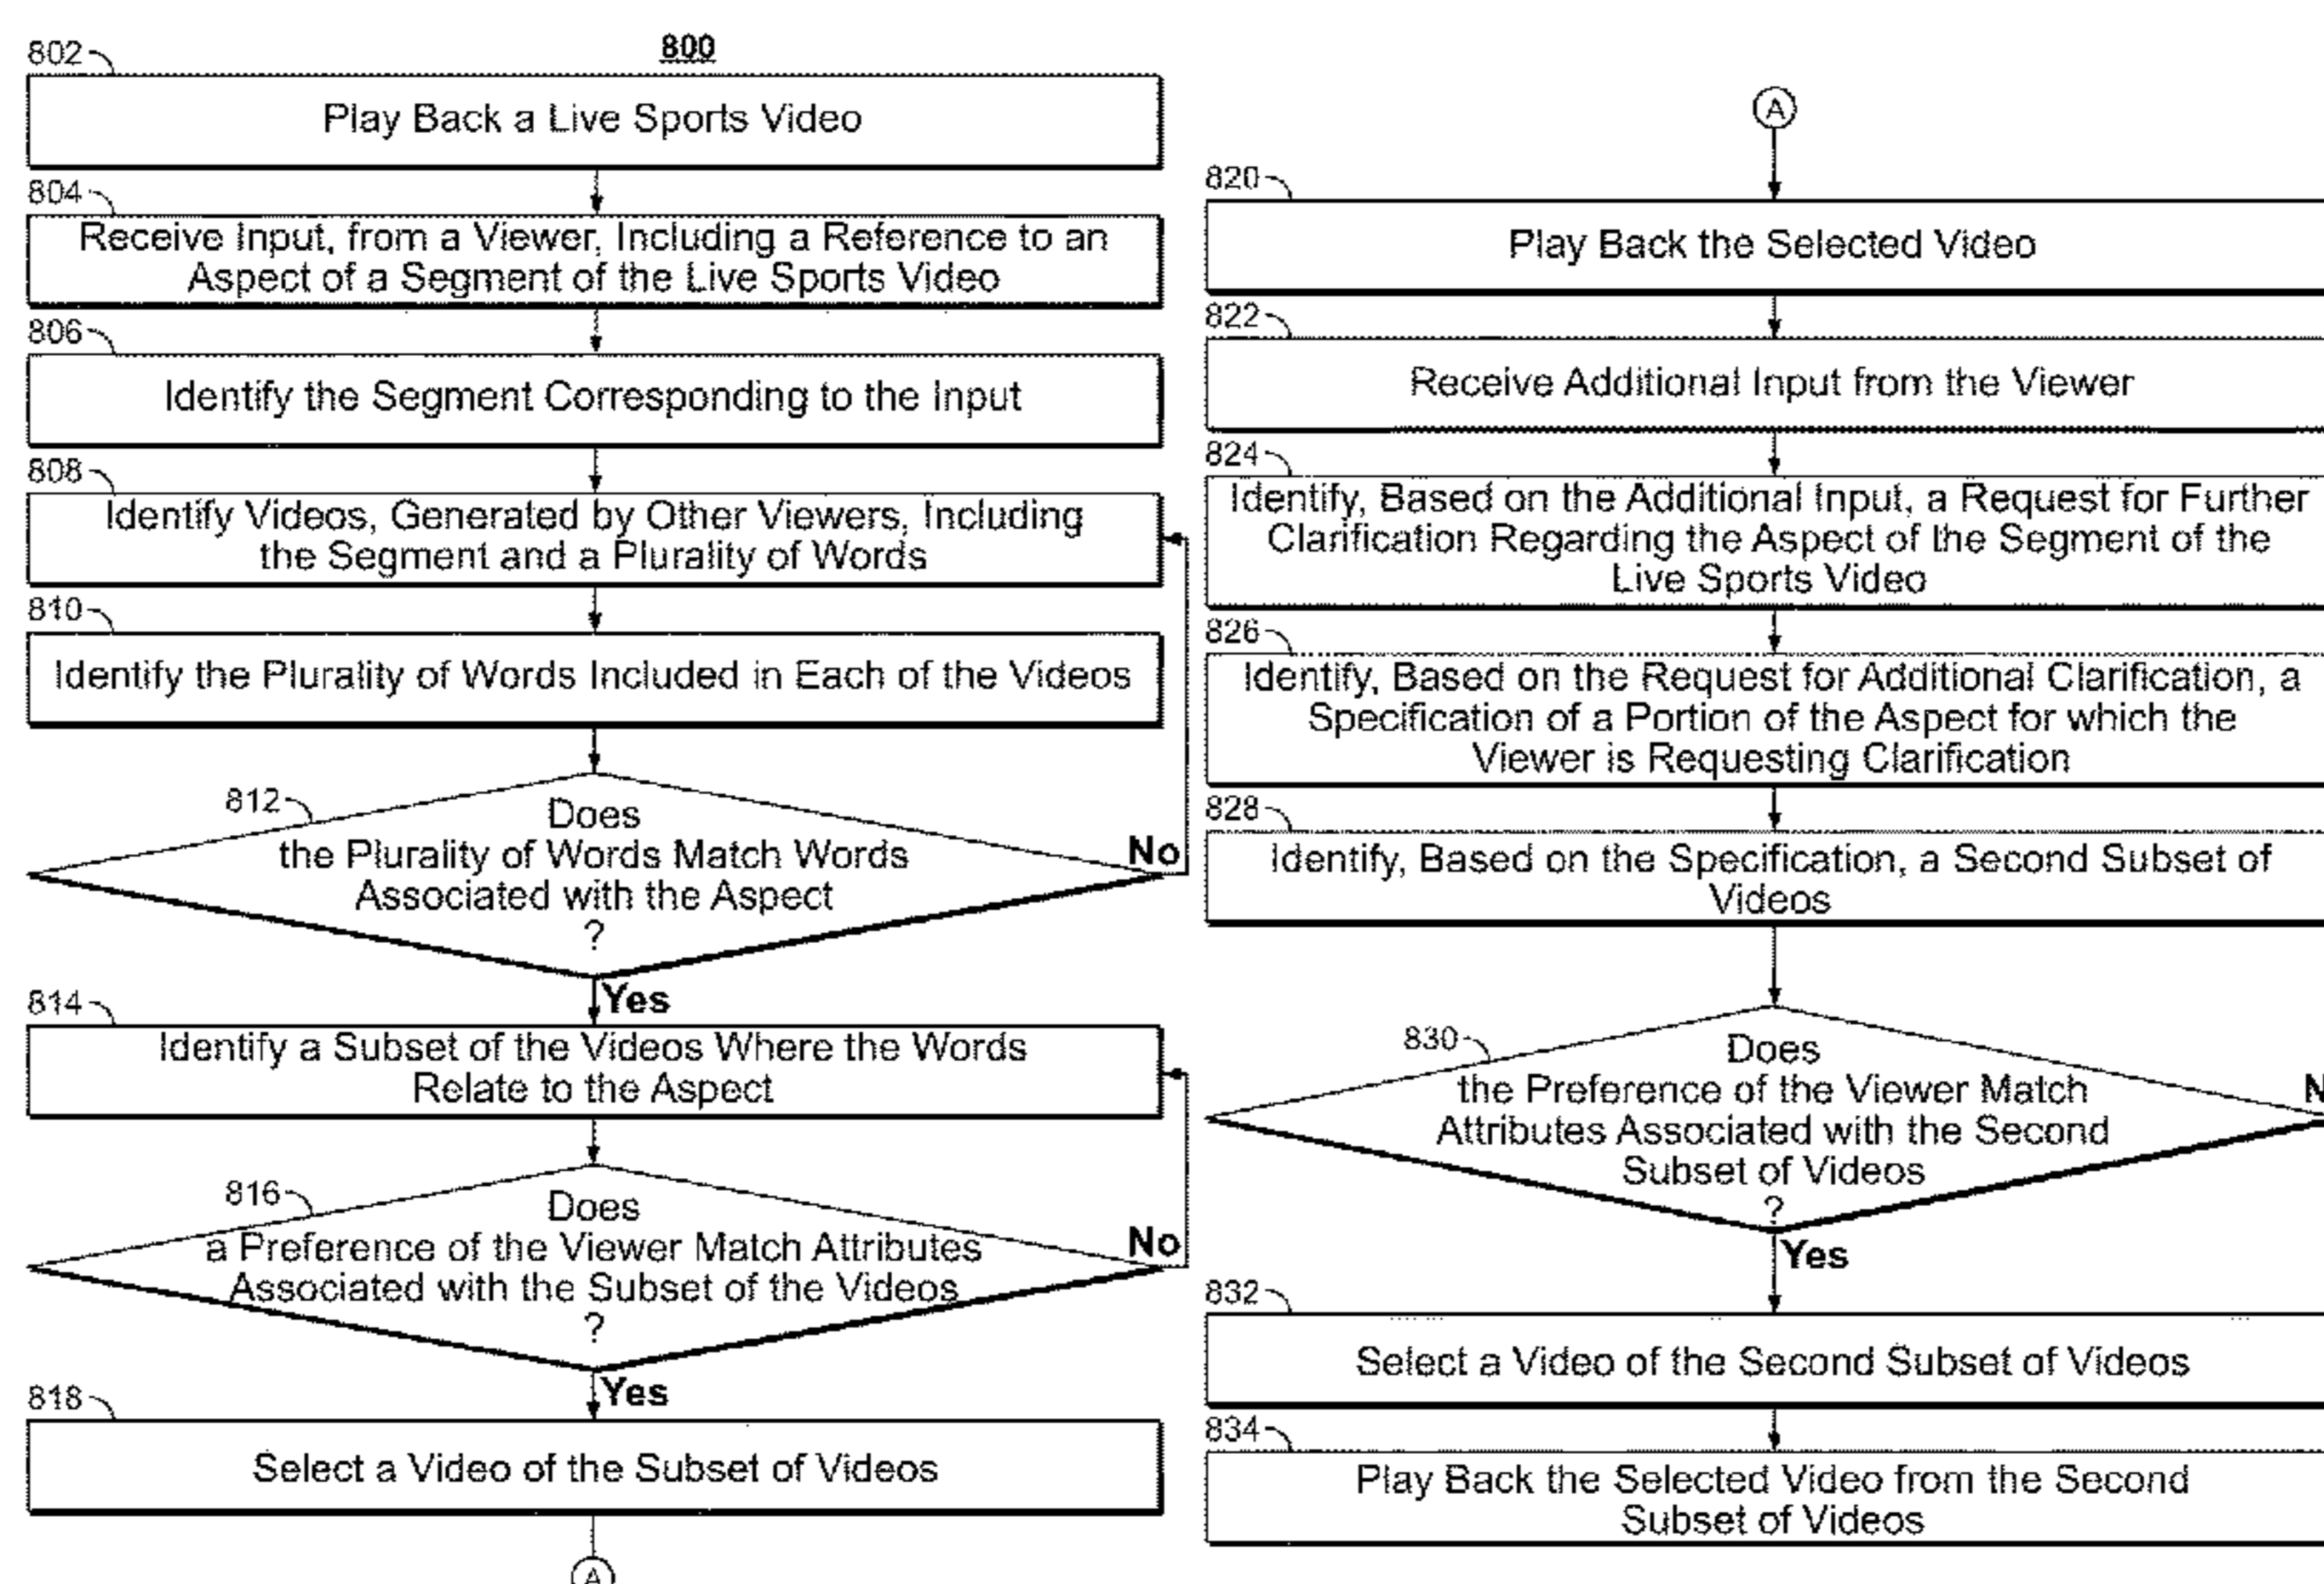 800
802
Play Back a Live Sports Video
804
Receive Input, from a Viewer, Including a Reference to an
Aspect of a Segment of the Live Sports Video
806
Identify the Segment Corresponding to the Input
808
Identify Videos, Generated by Other Viewers, Including
the Segment and a Plurality of Words
810
Identify the Plurality of Words Included in Each of the Videos
812
Does
the Plurality of Words Match Words
Associated with the Aspect
?
No
Yes
814
Identify a Subset of the Videos Where the Words
Relate to the Aspect
816
Does
a Preference of the Viewer Match Attributes
Associated with the Subset of the Videos
?
No
Yes
818
Select a Video of the Subset of Videos
A
A
820
Play Back the Selected Video
822
Receive Additional Input from the Viewer
824
Identify, Based on the Additional Input, a Request for Further
Clarification Regarding the Aspect of the Segment of the
Live Sports Video
826
Identify, Based on the Request for Additional Clarification, a
Specification of a Portion of the Aspect for which the
Viewer is Requesting Clarification
828
Identify, Based on the Specification, a Second Subset of
Videos
830
Does
the Preference of the Viewer Match
Attributes Associated with the Second
Subset of Videos
?
Yes
832
Select a Video of the Second Subset of Videos
834
Play Back the Selected Video from the Second
Subset of Videos